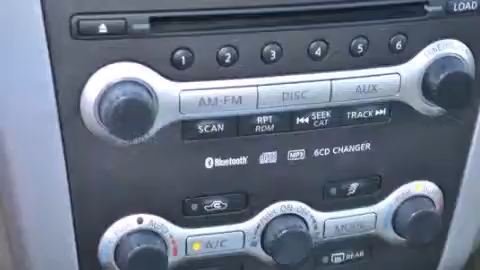 LOAD
1 2 3 4 5 6
AM·FM DISC AUX
SCAN RPT RDM SEEK CAT TRACK
Bluetooth MP3 6CD CHANGER
A/C MODE
REAR